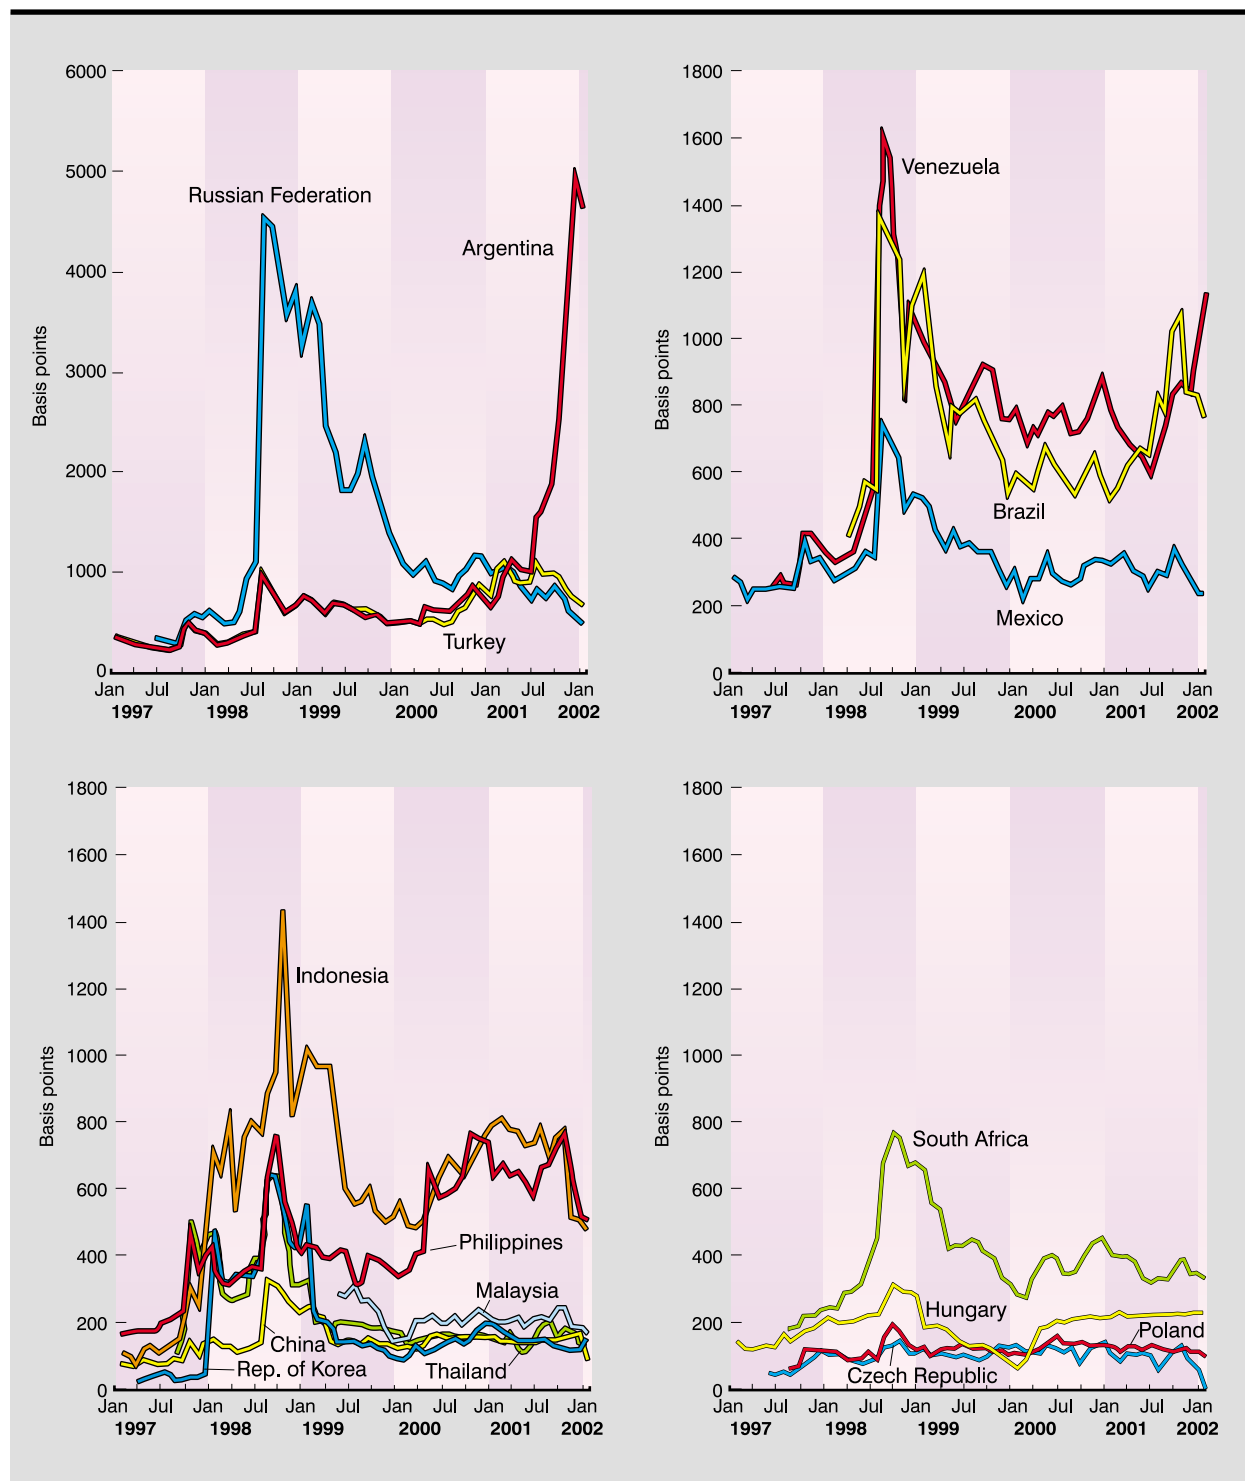 6000
5000
4000
3000
2000
1000
0
Basis points
Russian Federation
Argentina
Turkey
Jan Jul Jan Jul Jan Jul Jan Jul Jan Jul Jan
1997 1998 1999 2000 2001 2002
1800
1600
1400
1200
1000
800
600
400
200
0
Basis points
Venezuela
Brazil
Mexico
Jan Jul Jan Jul Jan Jul Jan Jul Jan Jul Jan
1997 1998 1999 2000 2001 2002
1800
1600
1400
1200
1000
800
600
400
200
0
Basis points
Indonesia
Philippines
Malaysia
China
Rep. of Korea
Thailand
Jan Jul Jan Jul Jan Jul Jan Jul Jan Jul Jan
1997 1998 1999 2000 2001 2002
1800
1600
1400
1200
1000
800
600
400
200
0
Basis points
South Africa
Hungary
Poland
Czech Republic
Jan Jul Jan Jul Jan Jul Jan Jul Jan Jul Jan
1997 1998 1999 2000 2001 2002